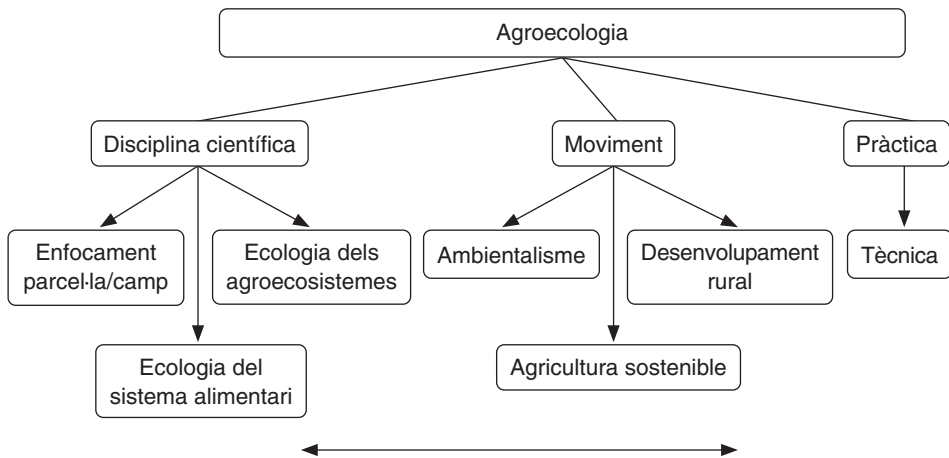 Agroecologia
Disciplina científica
Moviment
Pràctica
Enfocament
parcel·la/camp
Ecologia dels
agroecosistemes
Ambientalisme
Desenvolupament
rural
Tècnica
Ecologia del
sistema alimentari
Agricultura sostenible